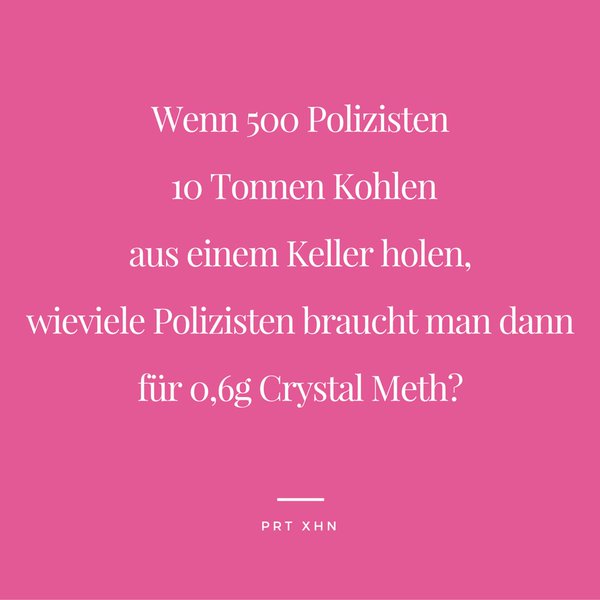 Wenn 500 Polizisten
10 Tonnen Kohlen
aus einem Keller holen,
wieviele Polizisten braucht man dann
für 0,6g Crystal Meth?
PRT XHN